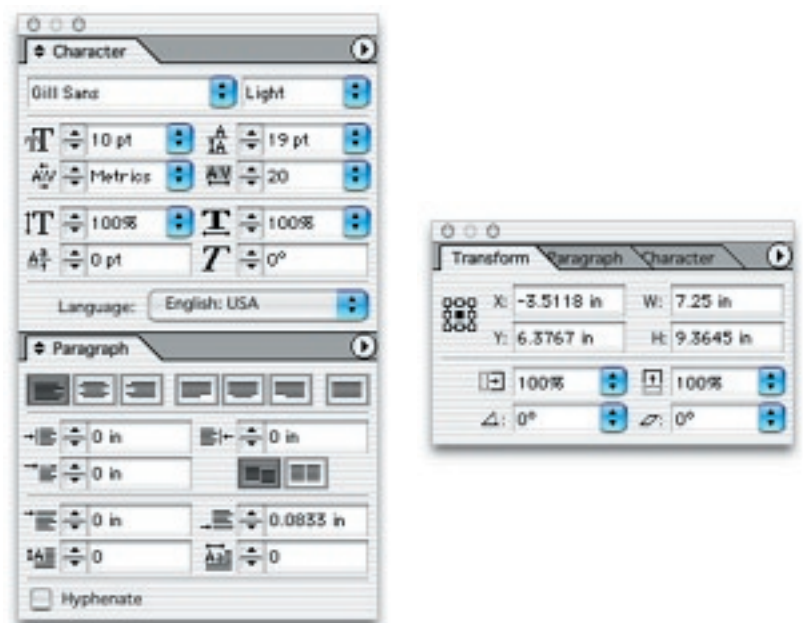 Character
Gill Sans Light
10 pt 19 pt
Metrics 20
100% 100%
0 pt 0°
Language: English: USA
Paragraph
0 in 0 in
0 in
0 in 0.0833 in
0 0
Hyphenate
Transform Paragraph Character
X: -3.5118 in W: 7.25 in
Y: 6.3767 in H: 9.3645 in
100% 100%
0° 0°